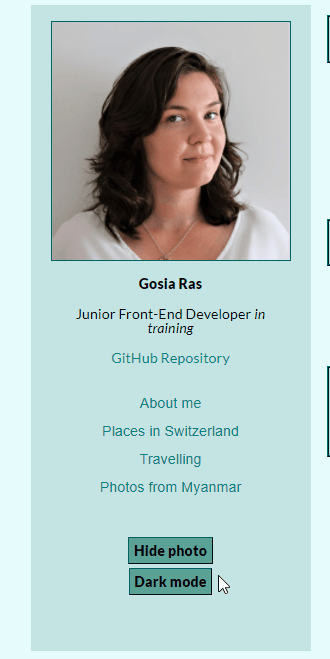 Gosia Ras
Junior Front-End Developer in
training
GitHub Repository
About me
Places in Switzerland
Travelling
Photos from Myanmar
Hide photo
Dark mode